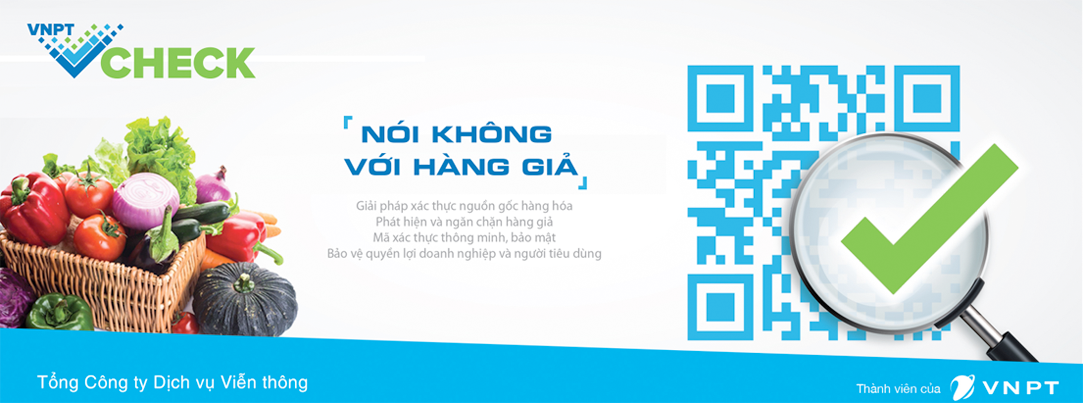 VNPT
CHECK
NÓI KHÔNG
VỚI HÀNG GIẢ
Giải pháp xác thực nguồn gốc hàng hóa
Phát hiện và ngăn chặn hàng giả
Mã xác thực thông minh, bảo mật
Bảo vệ quyền lợi doanh nghiệp và người tiêu dùng
Tổng Công ty Dịch vụ Viễn thông
Thành viên của VNPT